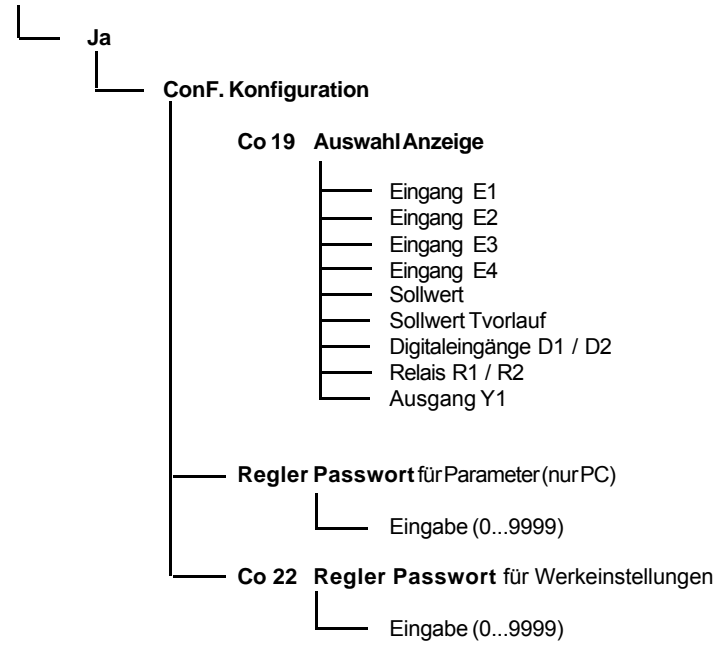 Ja
ConF. Konfiguration
Co 19 Auswahl Anzeige
Eingang E1
Eingang E2
Eingang E3
Eingang E4
Sollwert
Sollwert Tvorlauf
Digitaleingänge D1 / D2
Relais R1 / R2
Ausgang Y1
Regler Passwort für Parameter (nur PC)
Eingabe (0...9999)
Co 22 Regler Passwort für Werkeinstellungen
Eingabe (0...9999)